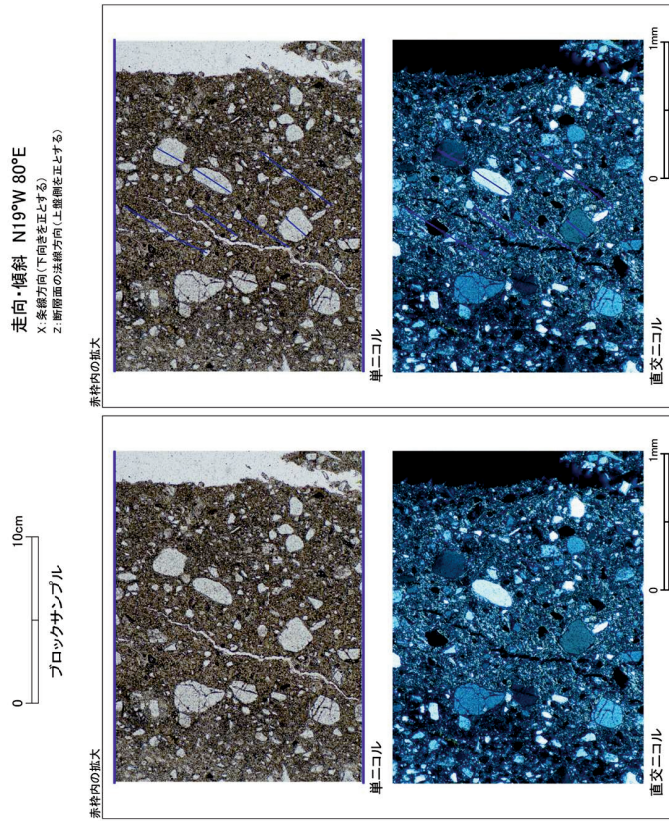 走向・傾斜 N19°W 80°E
X:条線方向(下向きを正とする)
Z:断層面の法線方向(上盤側を正とする)
0 10cm
ブロックサンプル
赤枠内の拡大
単ニコル
0 1mm
直交ニコル
赤枠内の拡大
単ニコル
0 1mm
直交ニコル